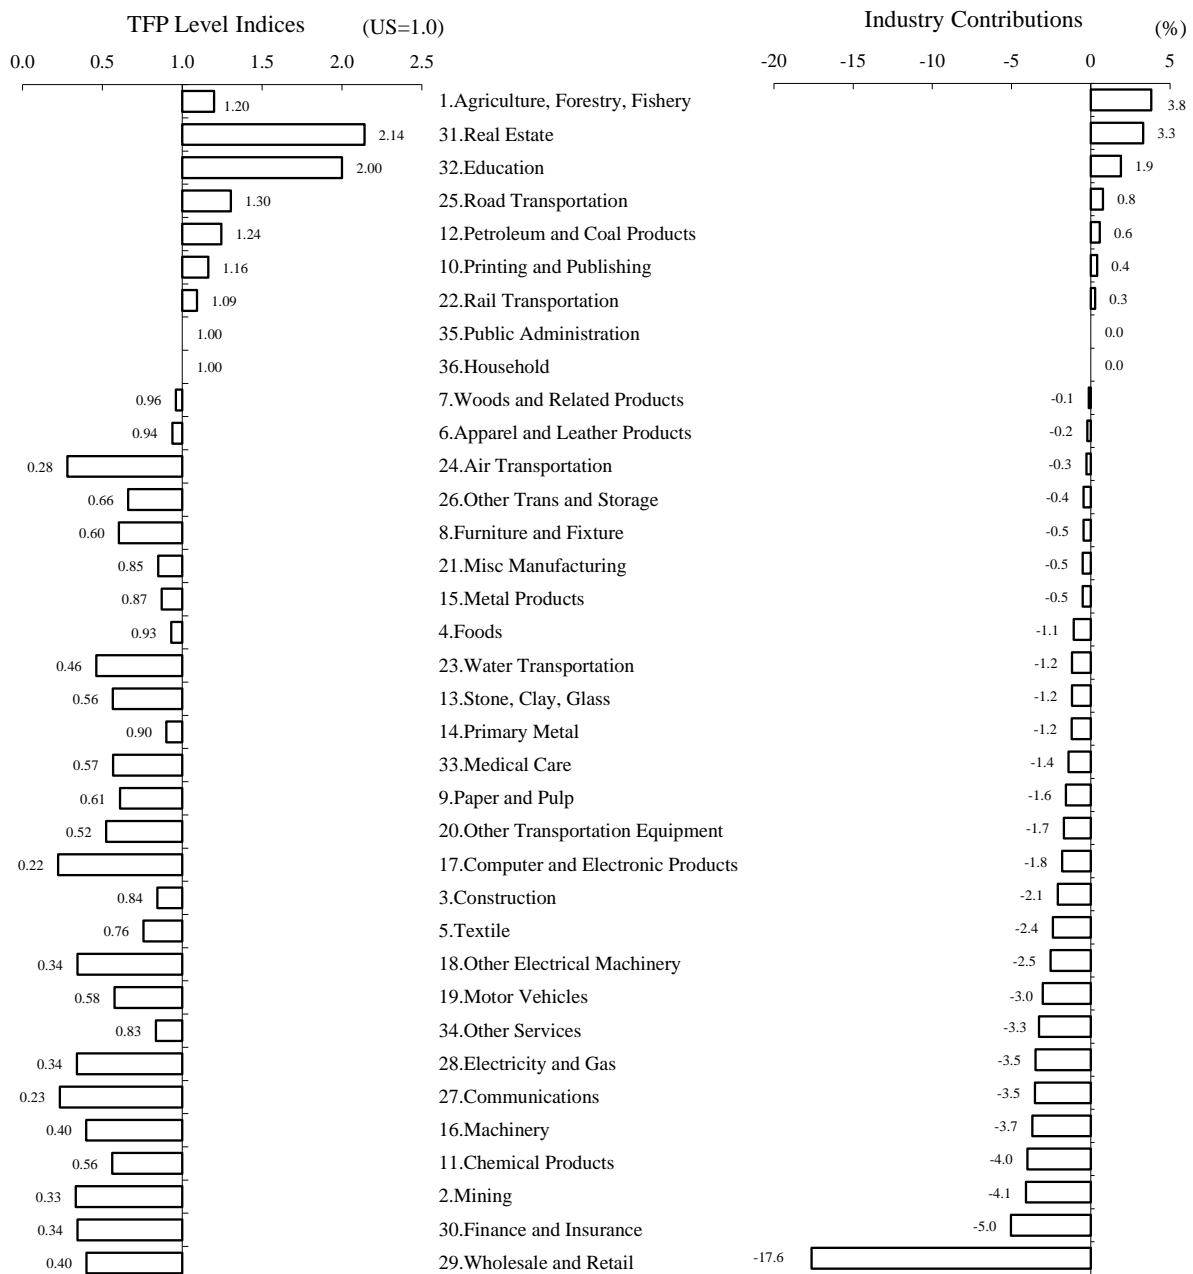 TFP Level Indices (US=1.0) Industry Contributions (%)
0.0 0.5 1.0 1.5 2.0 2.5 -20 -15 -10 -5 0 5
1.20 1.Agriculture, Forestry, Fishery 3.8
2.14 31.Real Estate 3.3
2.00 32.Education 1.9
1.30 25.Road Transportation 0.8
1.24 12.Petroleum and Coal Products 0.6
1.16 10.Printing and Publishing 0.4
1.09 22.Rail Transportation 0.3
1.00 35.Public Administration 0.0
1.00 36.Household 0.0
0.96 7.Woods and Related Products -0.1
0.94 6.Apparel and Leather Products -0.2
0.28 24.Air Transportation -0.3
0.66 26.Other Trans and Storage -0.4
0.60 8.Furniture and Fixture -0.5
0.85 21.Misc Manufacturing -0.5
0.87 15.Metal Products -0.5
0.93 4.Foods -1.1
0.46 23.Water Transportation -1.2
0.56 13.Stone, Clay, Glass -1.2
0.90 14.Primary Metal -1.2
0.57 33.Medical Care -1.4
0.61 9.Paper and Pulp -1.6
0.52 20.Other Transportation Equipment -1.7
0.22 17.Computer and Electronic Products -1.8
0.84 3.Construction -2.1
0.76 5.Textile -2.4
0.34 18.Other Electrical Machinery -2.5
0.58 19.Motor Vehicles -3.0
0.83 34.Other Services -3.3
0.34 28.Electricity and Gas -3.5
0.23 27.Communications -3.5
0.40 16.Machinery -3.7
0.56 11.Chemical Products -4.0
0.33 2.Mining -4.1
0.34 30.Finance and Insurance -5.0
0.40 29.Wholesale and Retail -17.6